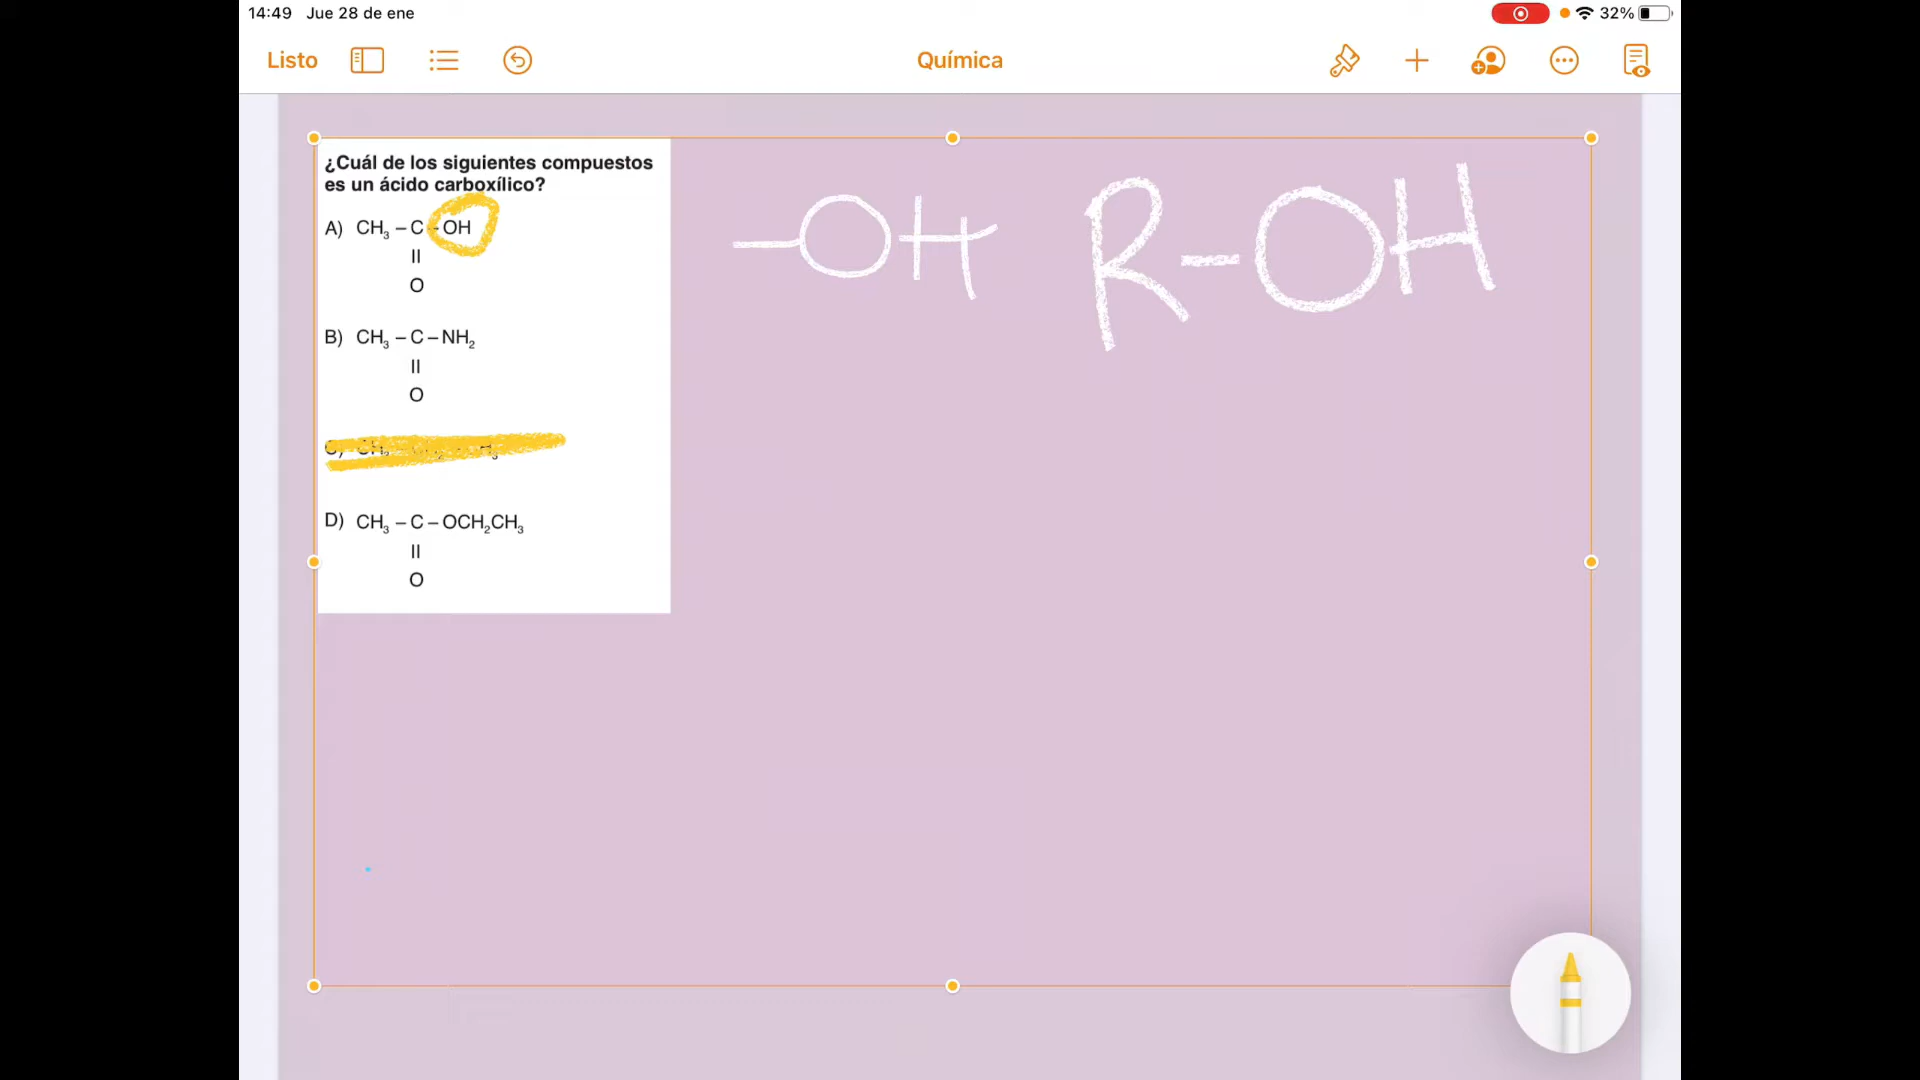 14:49 Jue 28 de ene
32%
Listo
Química
¿Cuál de los siguientes compuestos
es un ácido carboxílico?
A) CH₃ – C – OH
||
O
B) CH₃ – C – NH₂
||
O
D) CH₃ – C – OCH₂CH₃
||
O
–OH R–OH